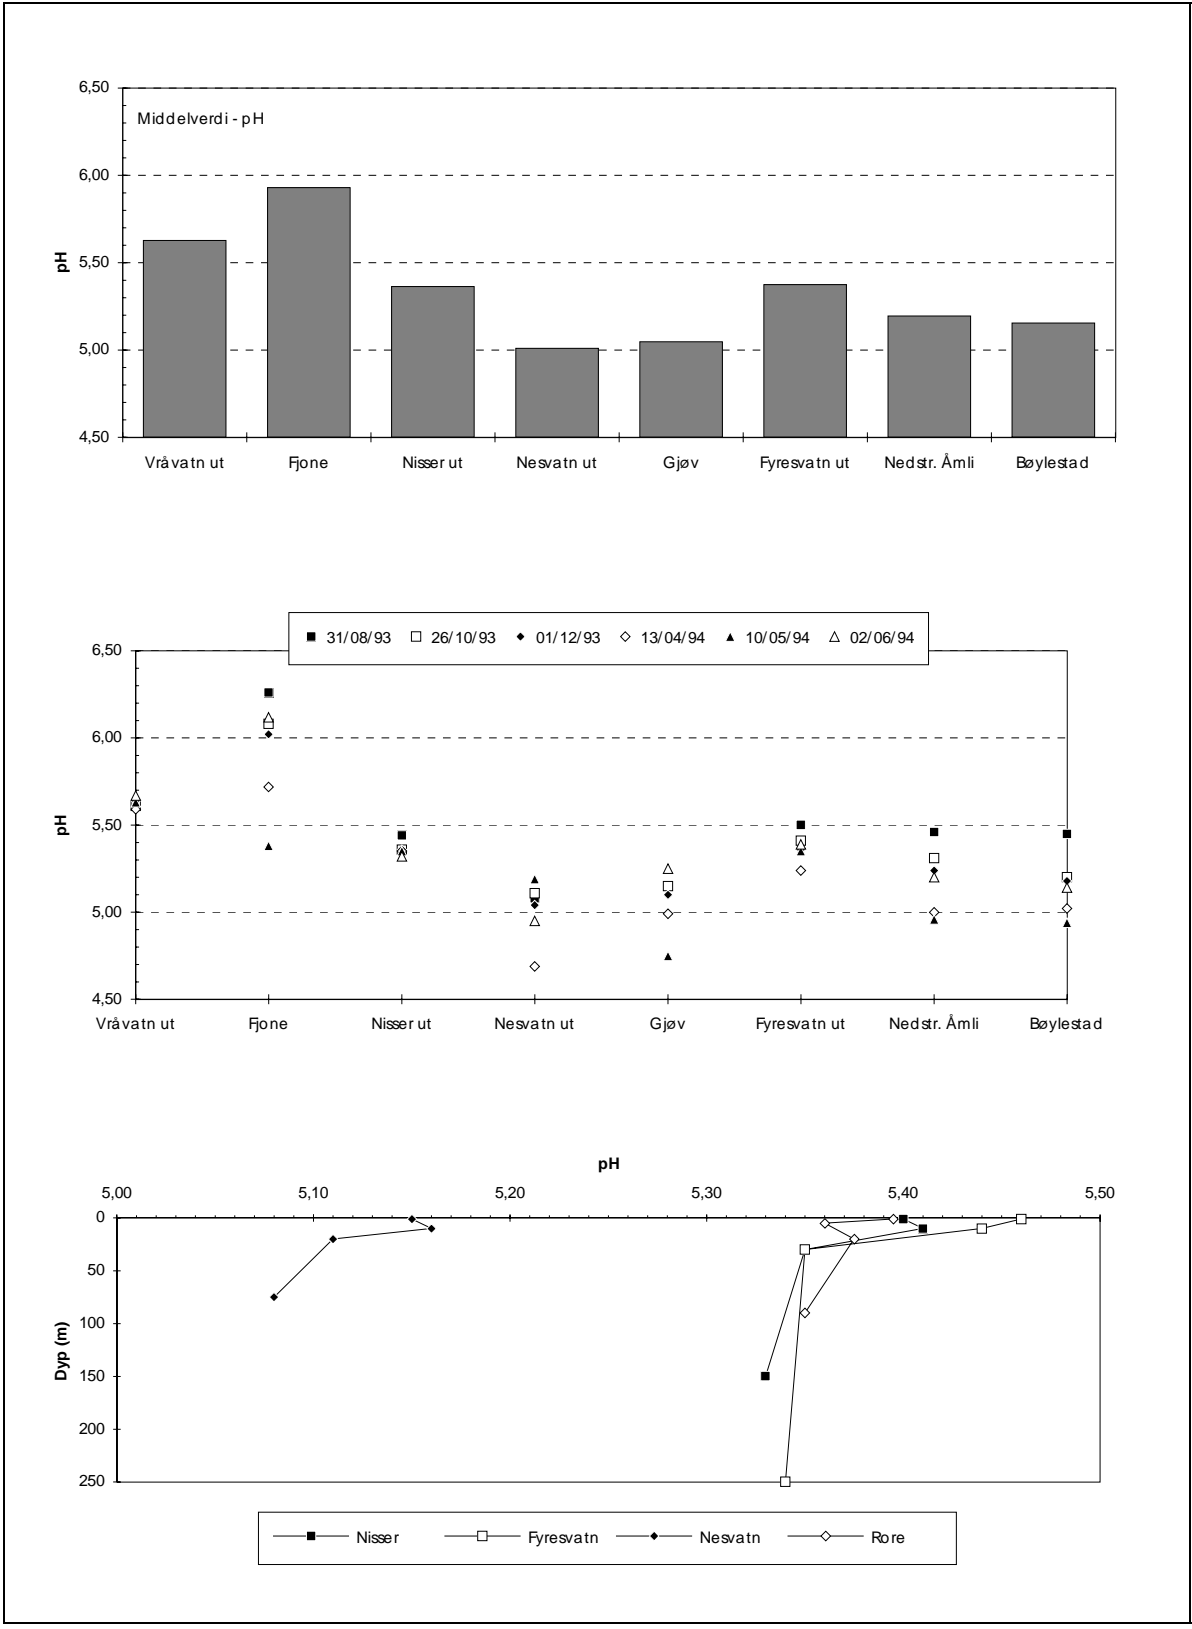 6,50
Middelverdi - pH
6,00
5,50
5,00
4,50
pH
Vråvatn ut Fjone Nisser ut Nesvatn ut Gjøv Fyresvatn ut Nedstr. Åmli Bøylestad
31/08/93 26/10/93 01/12/93 13/04/94 10/05/94 02/06/94
6,50
6,00
5,50
5,00
4,50
pH
Vråvatn ut Fjone Nisser ut Nesvatn ut Gjøv Fyresvatn ut Nedstr. Åmli Bøylestad
pH
5,00 5,10 5,20 5,30 5,40 5,50
0
50
100
150
200
250
Dyp (m)
Nisser Fyresvatn Nesvatn Rore